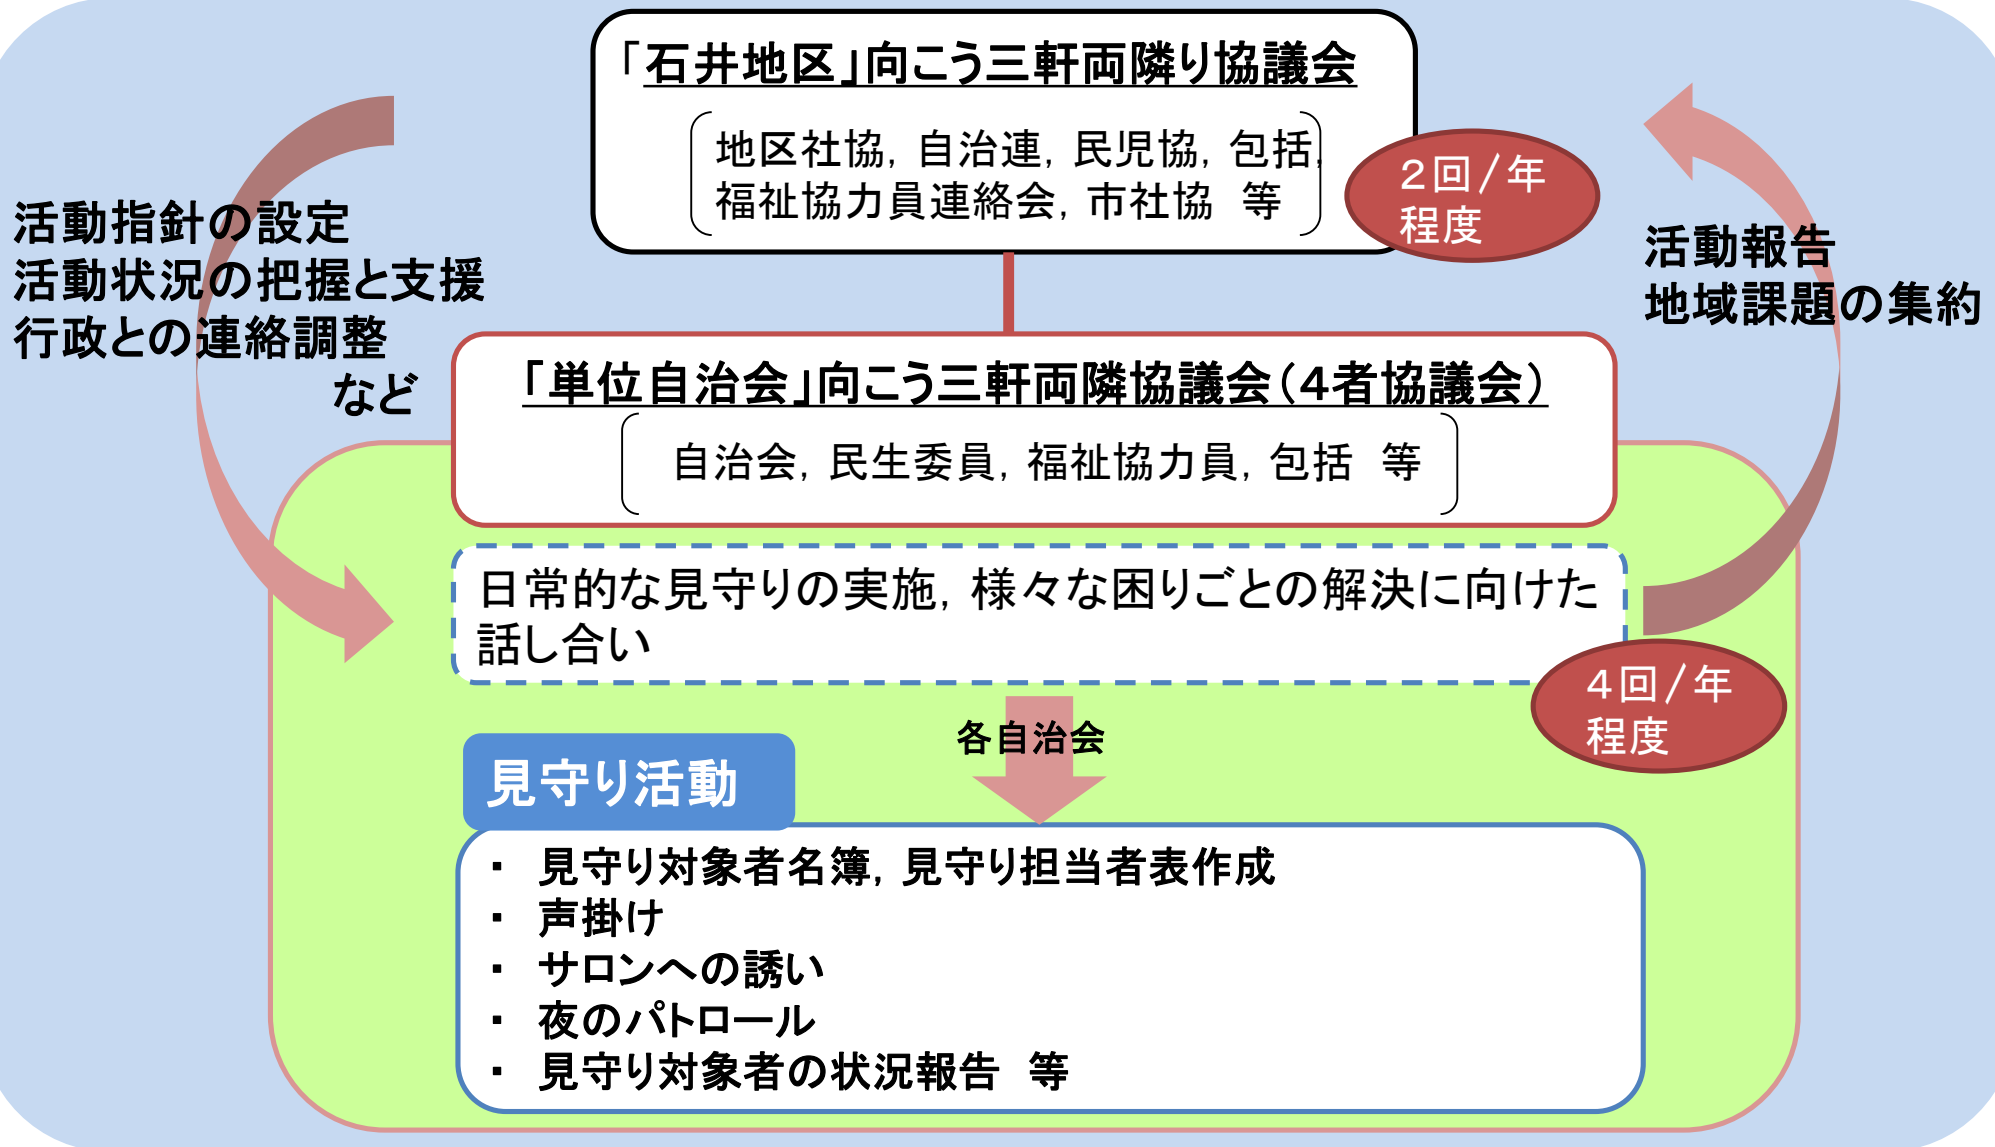 「石井地区」向こう三軒両隣り協議会
地区社協，自治連，民児協，包括，
福祉協力員連絡会，市社協　等
２回/年
程度
活動指針の設定
活動状況の把握と支援
行政との連絡調整
など
活動報告
地域課題の集約
「単位自治会」向こう三軒両隣協議会（４者協議会）
自治会，民生委員，福祉協力員，包括　等
日常的な見守りの実施，様々な困りごとの解決に向けた
話し合い
４回/年
程度
各自治会
見守り活動
・ 見守り対象者名簿，見守り担当者表作成
・ 声掛け
・ サロンへの誘い
・ 夜のパトロール
・ 見守り対象者の状況報告　等